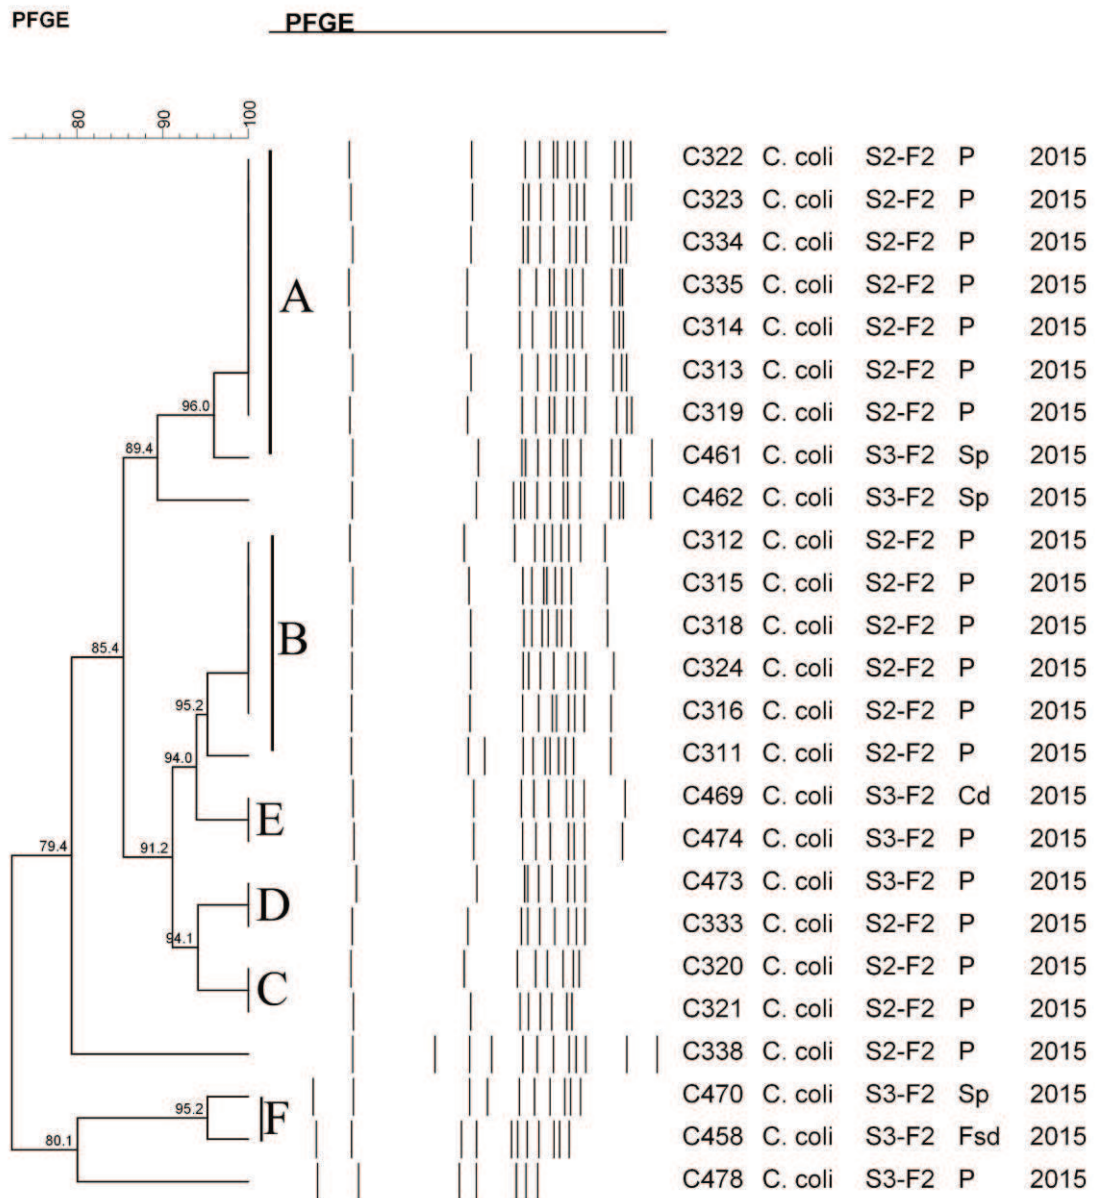 PFGE PFGE
80 90 100
C322 C. coli S2-F2 P 2015
C323 C. coli S2-F2 P 2015
C334 C. coli S2-F2 P 2015
C335 C. coli S2-F2 P 2015
A
C314 C. coli S2-F2 P 2015
C313 C. coli S2-F2 P 2015
96.0 C319 C. coli S2-F2 P 2015
89.4 C461 C. coli S3-F2 Sp 2015
C462 C. coli S3-F2 Sp 2015
C312 C. coli S2-F2 P 2015
C315 C. coli S2-F2 P 2015
B C318 C. coli S2-F2 P 2015
85.4 C324 C. coli S2-F2 P 2015
95.2 C316 C. coli S2-F2 P 2015
94.0 C311 C. coli S2-F2 P 2015
C469 C. coli S3-F2 Cd 2015
E
79.4 91.2 C474 C. coli S3-F2 P 2015
C473 C. coli S3-F2 P 2015
D
94.1 C333 C. coli S2-F2 P 2015
C320 C. coli S2-F2 P 2015
C
C321 C. coli S2-F2 P 2015
C338 C. coli S2-F2 P 2015
C470 C. coli S3-F2 Sp 2015
95.2 F
80.1 C458 C. coli S3-F2 Fsd 2015
C478 C. coli S3-F2 P 2015